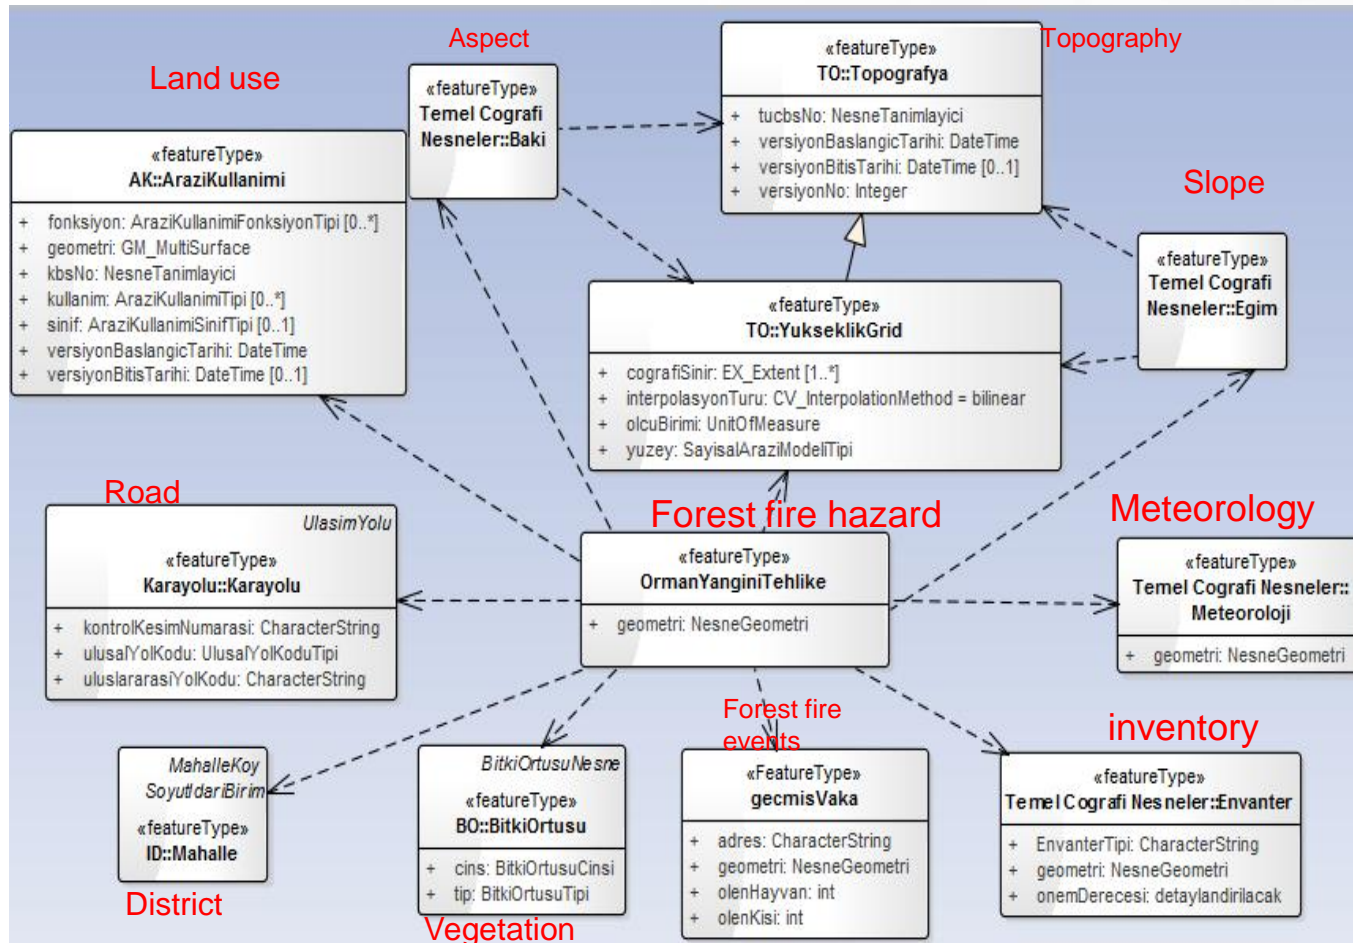 Land use
«featureType»
AK::AraziKullanimi
+ fonksiyon: AraziKullanimiFonksiyonTipi [0..*]
+ geometri: GM_MultiSurface
+ kbsNo: NesneTanimlayici
+ kullanim: AraziKullanimiTipi [0..*]
+ sinif: AraziKullanimiSinifTipi [0..1]
+ versiyonBaslangicTarihi: DateTime
+ versiyonBitisTarihi: DateTime [0..1]
Aspect
«featureType»
Temel Cografi
Nesneler::Baki
Topography
«featureType»
TO::Topografya
+ tucbsNo: NesneTanimlayici
+ versiyonBaslangicTarihi: DateTime
+ versiyonBitisTarihi: DateTime [0..1]
+ versiyonNo: Integer
Slope
«featureType»
Temel Cografi
Nesneler::Egim
«featureType»
TO::YukseklikGrid
+ cografiSinir: EX_Extent [1..*]
+ interpolasyonTuru: CV_InterpolationMethod = bilinear
+ olcuBirimi: UnitOfMeasure
+ yuzey: SayisalAraziModeliTipi
Road
UlasimYolu
«featureType»
Karayolu::Karayolu
+ kontrolKesimNumarasi: CharacterString
+ ulusalYolKodu: UlusalYolKoduTipi
+ uluslararasiYolKodu: CharacterString
Forest fire hazard
«featureType»
OrmanYanginiTehlike
+ geometri: NesneGeometri
Meteorology
«featureType»
Temel Cografi Nesneler::
Meteoroloji
+ geometri: NesneGeometri
MahalleKoy
SoyutIdariBirim
«featureType»
ID::Mahalle
District
BitkiOrtusuNesne
«featureType»
BO::BitkiOrtusu
+ cins: BitkiOrtusuCinsi
+ tip: BitkiOrtusuTipi
Vegetation
Forest fire
events
«FeatureType»
gecmisVaka
+ adres: CharacterString
+ geometri: NesneGeometri
+ olenHayvan: int
+ olenKisi: int
inventory
«featureType»
Temel Cografi Nesneler::Envanter
+ EnvanterTipi: CharacterString
+ geometri: NesneGeometri
+ onemDerecesi: detaylandirilacak